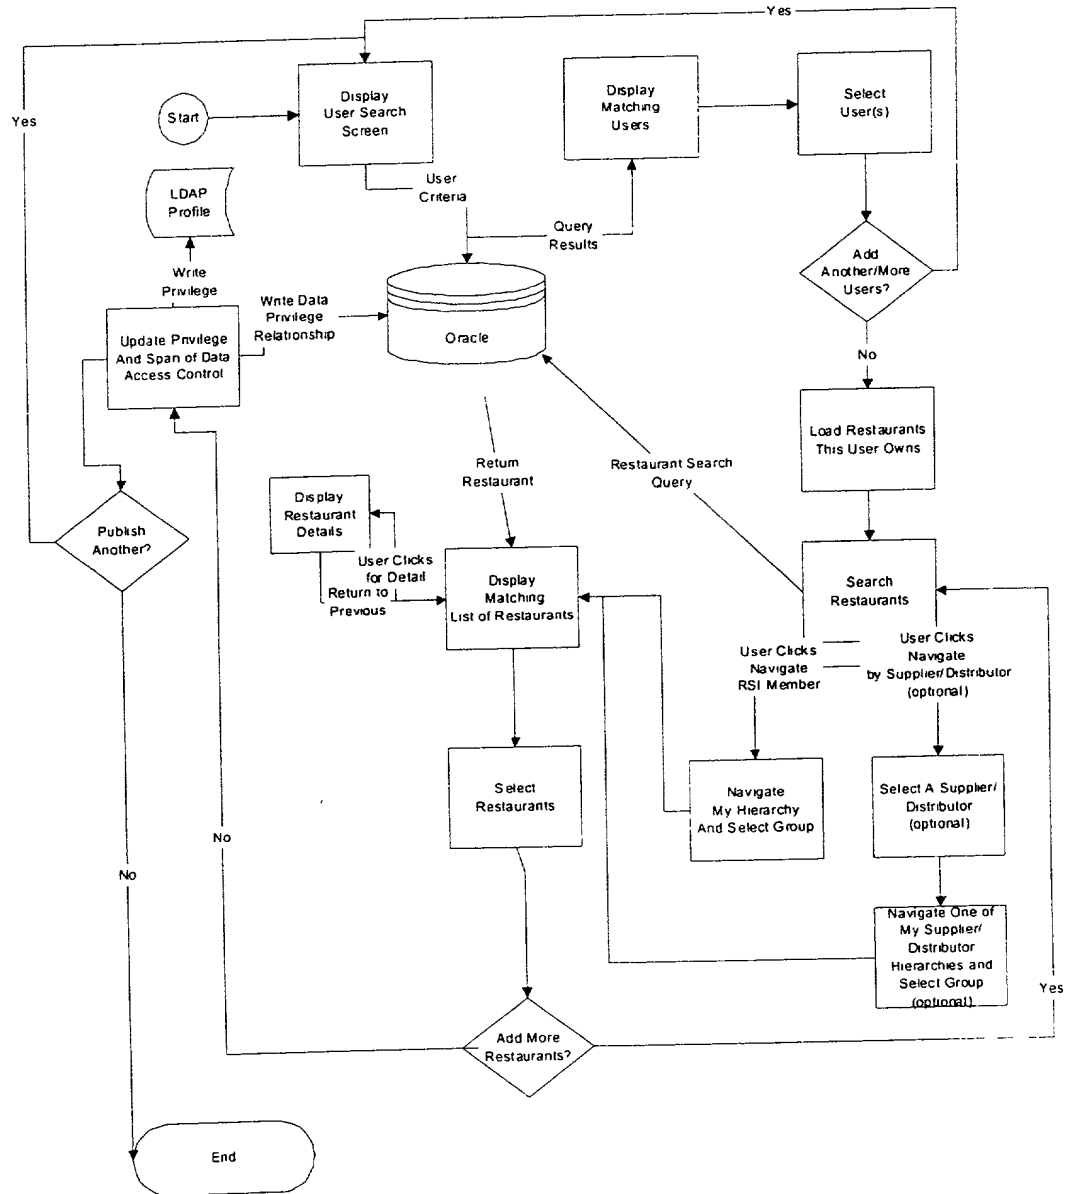 Yes
Yes
Start
Display
User Search
Screen
Display
Matching
Users
Select
User(s)
LDAP
Profile
User
Criteria
Query
Results
Add
Another/More
Users?
Write
Privilege
Write Data
Privilege
Relationship
Update Privilege
And Span of Data
Access Control
Oracle
No
Load Restaurants
This User Owns
Return
Restaurant
Restaurant Search
Query
Display
Restaurant
Details
Publish
Another?
User Clicks
for Detail
Return to
Previous
Display
Matching
List of Restaurants
Search
Restaurants
User Clicks
Navigate
RSI Member
User Clicks
Navigate
by Supplier/Distributor
(optional)
Select
Restaurants
Navigate
My Hierarchy
And Select Group
Select A Supplier/
Distributor
(optional)
No
No
Navigate One of
My Supplier/
Distributor
Hierarchies and
Select Group
(optional)
Yes
Add More
Restaurants?
End